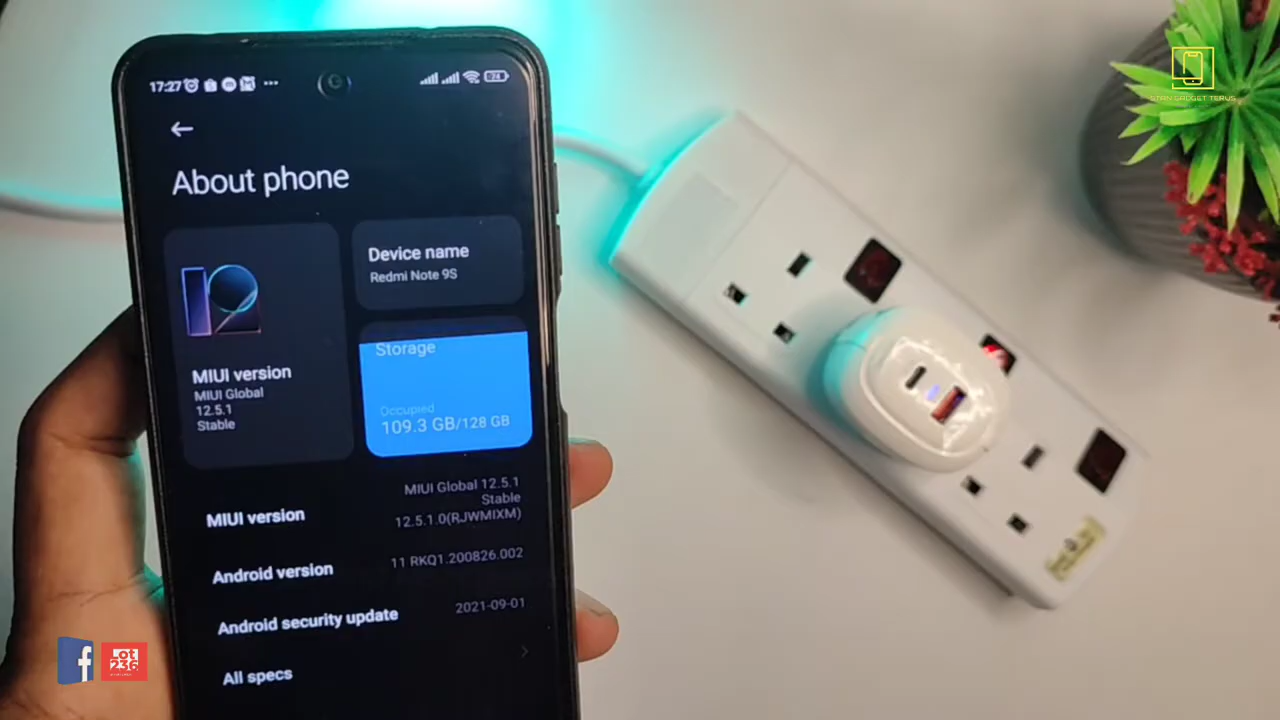 17:27
74
About phone
Device name
Redmi Note 9S
MIUI version
MIUI Global
12.5.1
Stable
Storage
Occupied
109.3 GB/128 GB
MIUI version
MIUI Global 12.5.1
Stable
12.5.1.0(RJWMIXM)
Android version
11 RKQ1.200826.002
Android security update
2021-09-01
All specs
f
236